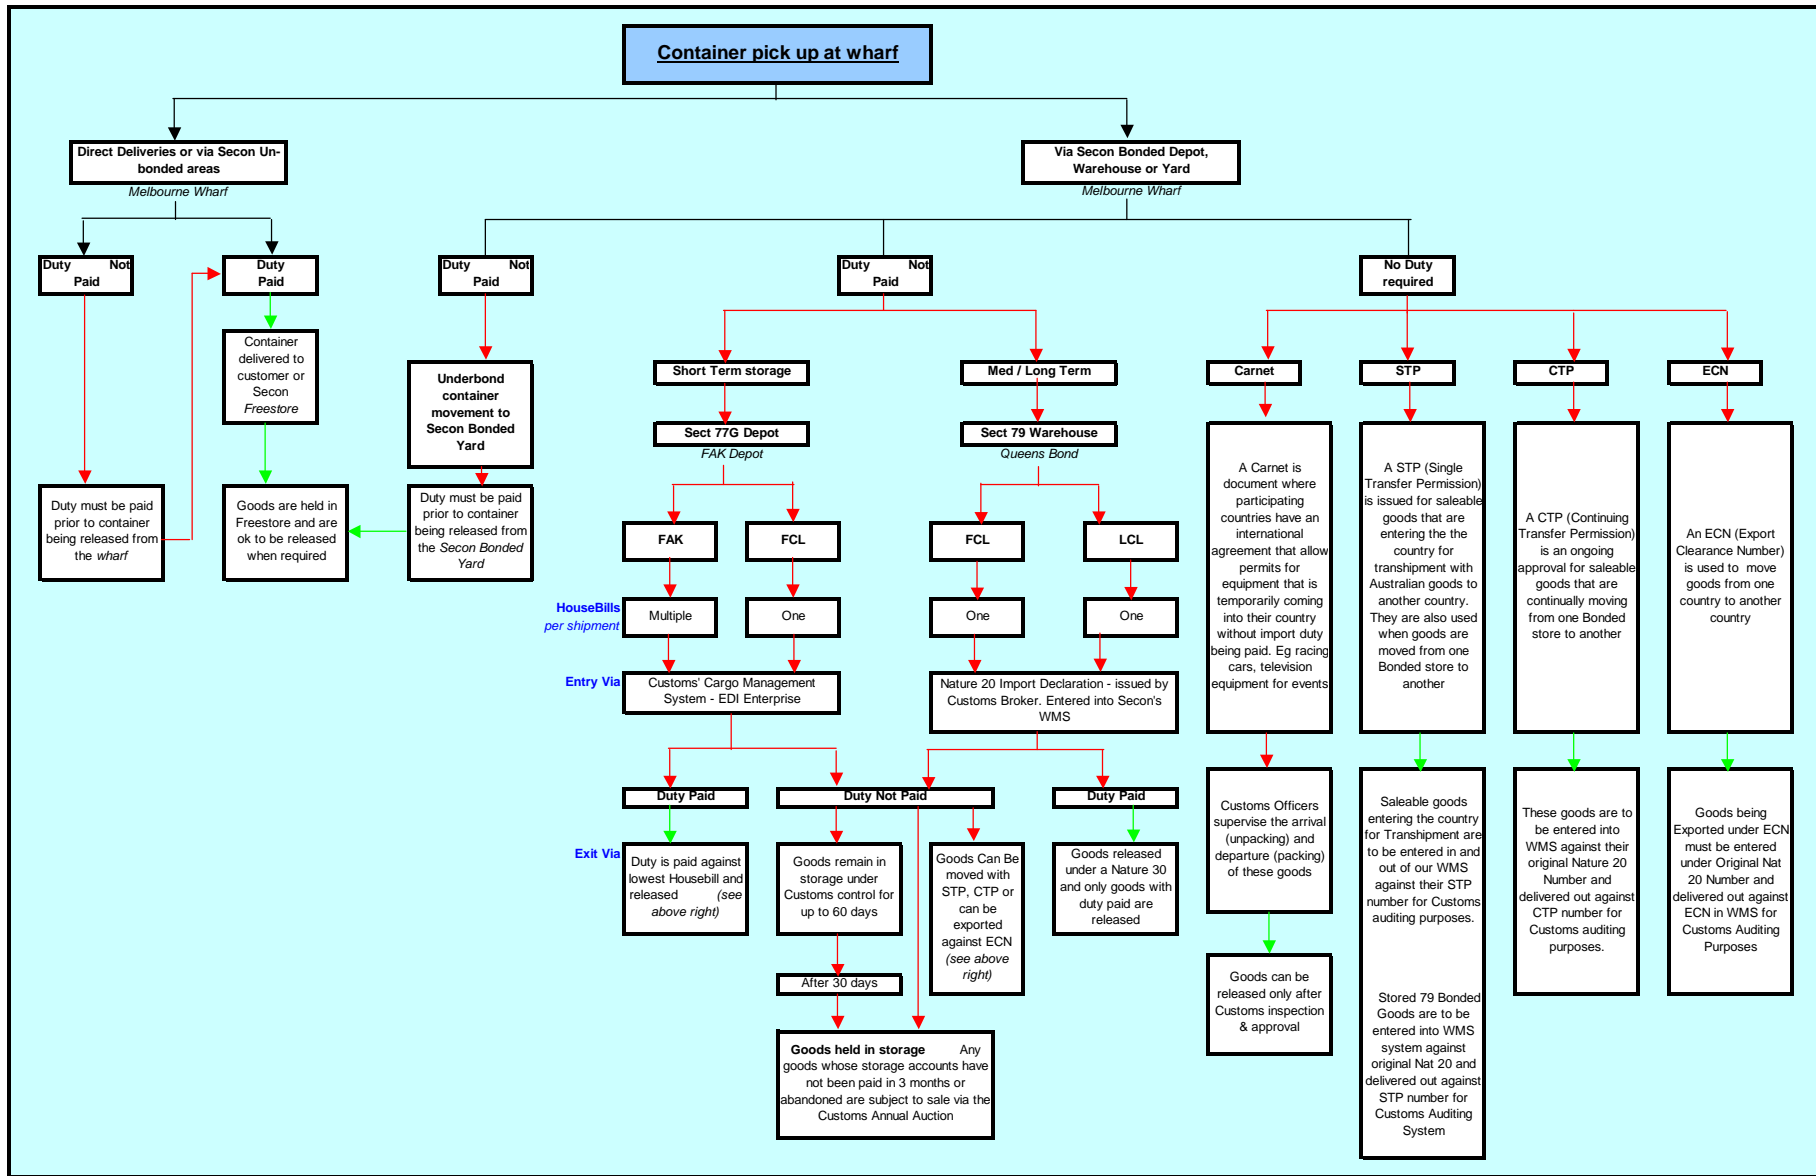 Container pick up at wharf
Direct Deliveries or via Secon Un-
bonded areas
Melbourne Wharf
Via Secon Bonded Depot,
Warehouse or Yard
Melbourne Wharf
Duty Not
Paid
Duty
Paid
Duty Not
Paid
Duty Not
Paid
No Duty
required
Container
delivered to
customer or
Secon
Freestore
Underbond
container
movement to
Secon Bonded
Yard
Short Term storage
Med / Long Term
Carnet
STP
CTP
ECN
Sect 77G Depot
FAK Depot
Sect 79 Warehouse
Queens Bond
Duty must be paid
prior to container
being released from
the wharf
Goods are held in
Freestore and are
ok to be released
when required
Duty must be paid
prior to container
being released from
the Secon Bonded
Yard
FAK
FCL
FCL
LCL
HouseBills
per shipment
Multiple
One
One
One
Entry Via
Customs' Cargo Management
System - EDI Enterprise
Nature 20 Import Declaration - issued by
Customs Broker. Entered into Secon's
WMS
A Carnet is
document where
participating
countries have an
international
agreement that allow
permits for
equipment that is
temporarily coming
into their country
without import duty
being paid. Eg racing
cars, television
equipment for events
A STP (Single
Transfer Permission)
is issued for saleable
goods that are
entering the the
country for
transhipment with
Australian goods to
another country.
They are also used
when goods are
moved from one
Bonded store to
another
A CTP (Continuing
Transfer Permission)
is an ongoing
approval for saleable
goods that are
continually moving
from one Bonded
store to another
An ECN (Export
Clearance Number)
is used to move
goods from one
country to another
country
Duty Paid
Duty Not Paid
Duty Paid
Exit Via
Duty is paid against
lowest Housebill and
released (see
above right)
Goods remain in
storage under
Customs control for
up to 60 days
Goods Can Be
moved with
STP, CTP or
can be
exported
against ECN
(see above
right)
Goods released
under a Nature 30
and only goods with
duty paid are
released
After 30 days
Goods held in storage Any
goods whose storage accounts have
not been paid in 3 months or
abandoned are subject to sale via the
Customs Annual Auction
Customs Officers
supervise the arrival
(unpacking) and
departure (packing)
of these goods
Goods can be
released only after
Customs inspection
& approval
Saleable goods
entering the country
for Transhipment are
to be entered in and
out of our WMS
against their STP
number for Customs
auditing purposes.
Stored 79 Bonded
Goods are to be
entered into WMS
system against
original Nat 20 and
delivered out against
STP number for
Customs Auditing
System
These goods are to
be entered into
WMS against their
original Nature 20
Number and
delivered out against
CTP number for
Customs auditing
purposes.
Goods being
Exported under ECN
must be entered
under Original Nat
20 Number and
delivered out against
ECN in WMS for
Customs Auditing
Purposes